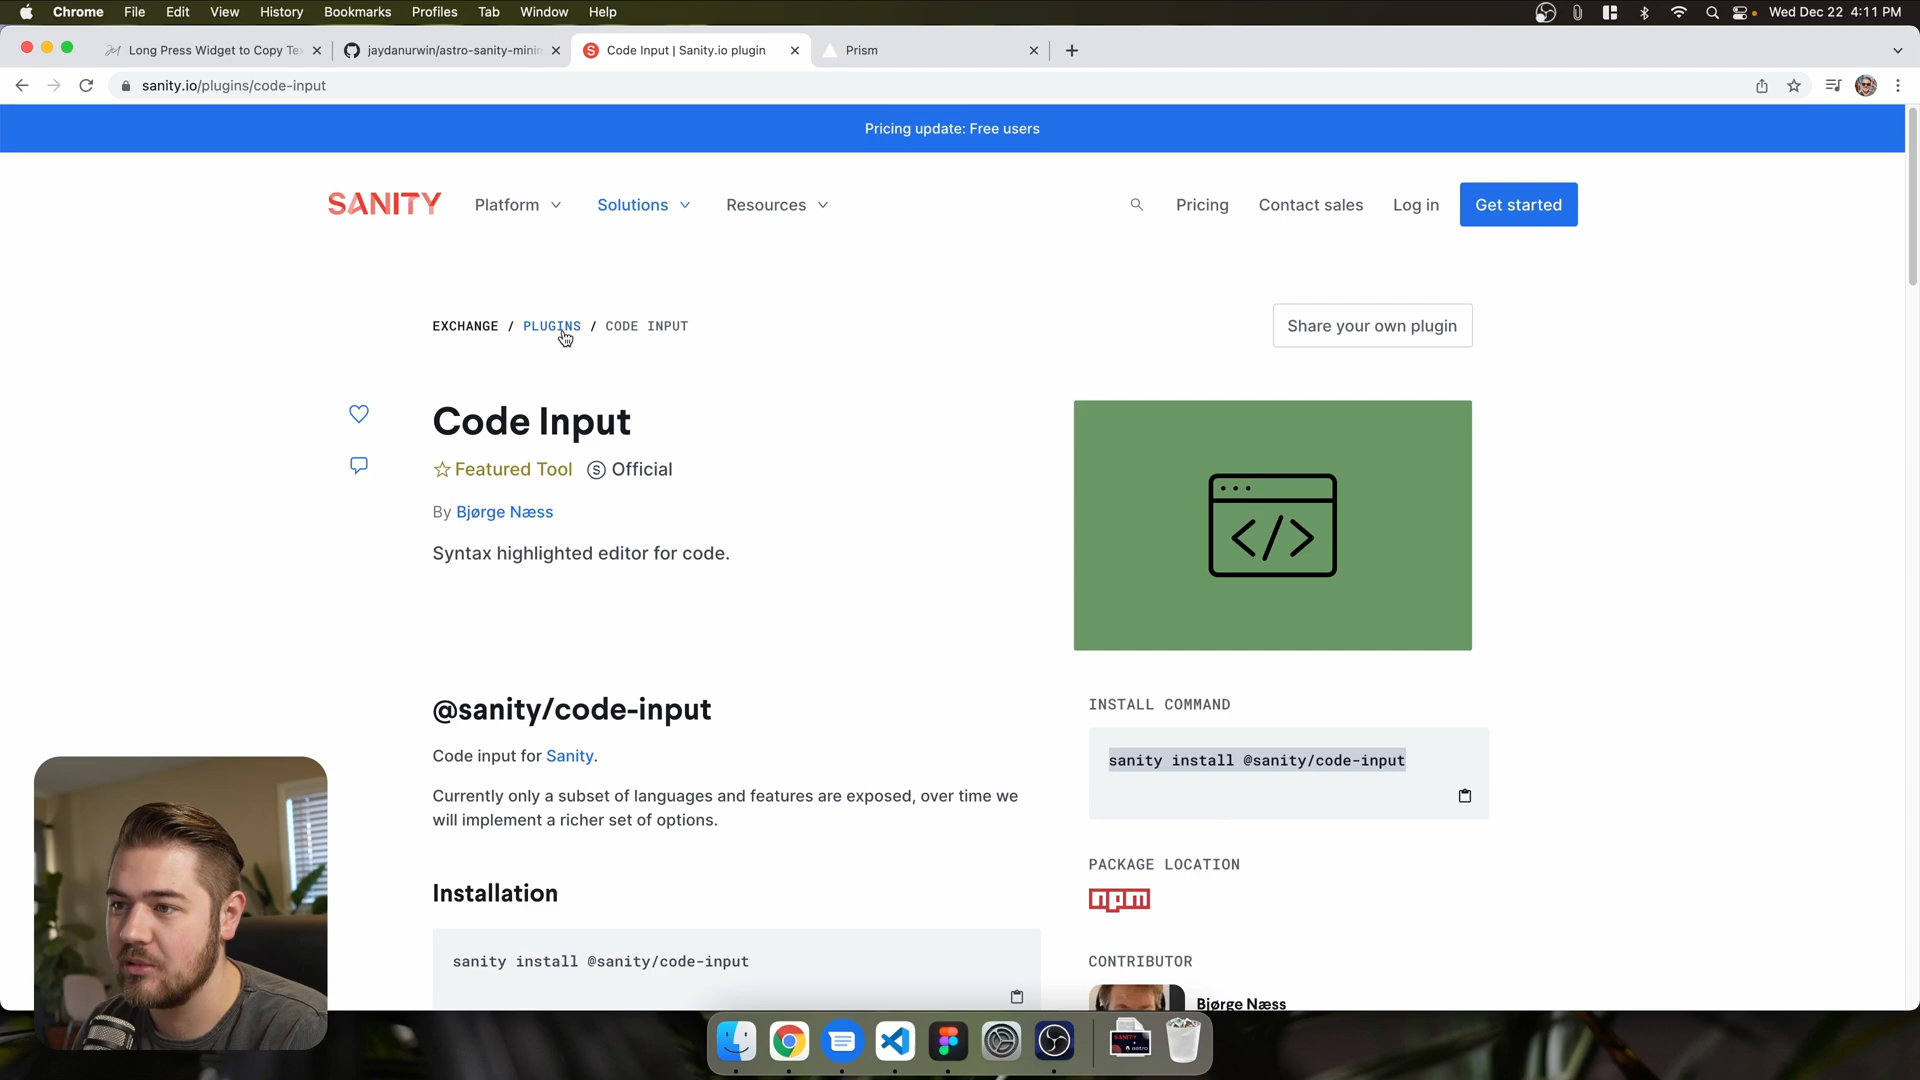 Chrome File Edit View History Bookmarks Profiles Tab Window Help Wed Dec 22 4:11 PM
Long Press Widget to Copy Te
jaydanurwin/astro-sanity-minim
Code Input | Sanity.io plugin
Prism
sanity.io/plugins/code-input
Pricing update: Free users
SANITY Platform Solutions Resources Pricing Contact sales Log in Get started
EXCHANGE / PLUGINS / CODE INPUT
Share your own plugin
Code Input
Featured Tool S Official
By Bjørge Næss
Syntax highlighted editor for code.
</>
@sanity/code-input
Code input for Sanity.
Currently only a subset of languages and features are exposed, over time we
will implement a richer set of options.
Installation
sanity install @sanity/code-input
INSTALL COMMAND
sanity install @sanity/code-input
PACKAGE LOCATION
npm
CONTRIBUTOR
Bjørge Næss
SANITY
astro